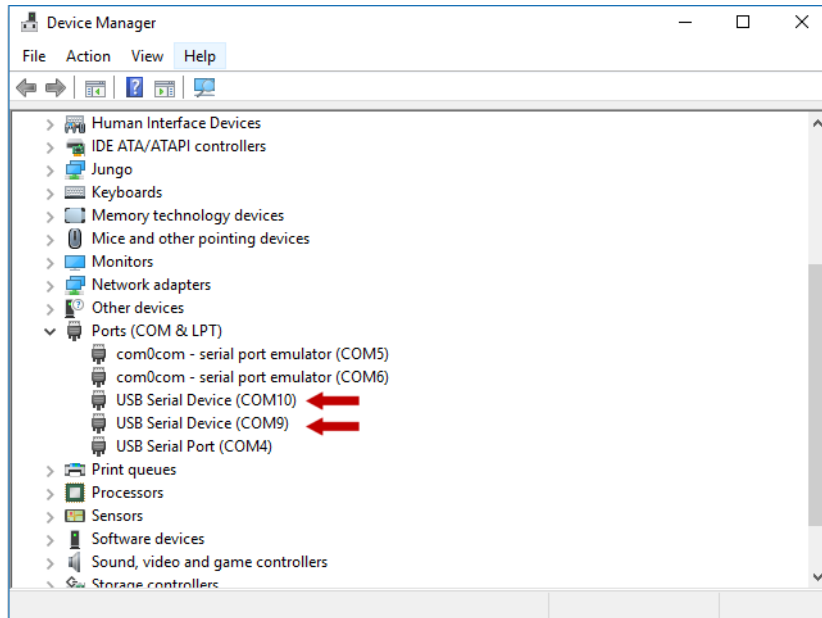 Device Manager
File Action View Help
Human Interface Devices
IDE ATA/ATAPI controllers
Jungo
Keyboards
Memory technology devices
Mice and other pointing devices
Monitors
Network adapters
Other devices
Ports (COM & LPT)
com0com - serial port emulator (COM5)
com0com - serial port emulator (COM6)
USB Serial Device (COM10)
USB Serial Device (COM9)
USB Serial Port (COM4)
Print queues
Processors
Sensors
Software devices
Sound, video and game controllers
Storage controllers